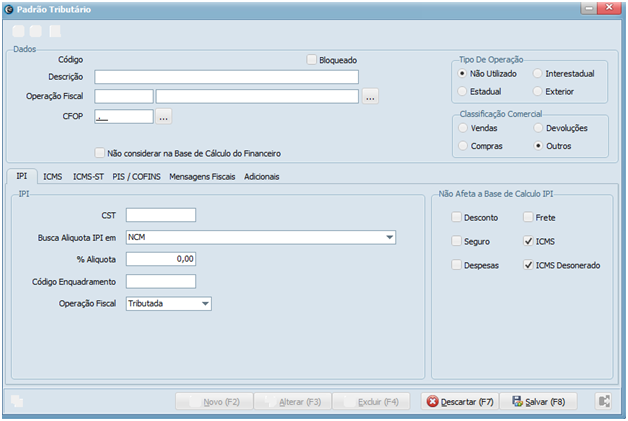 Padrão Tributário
Dados
Código
Bloqueado
Descrição
Operação Fiscal
...
CFOP
.__
...
Não considerar na Base de Cálculo do Financeiro
Tipo De Operação
Não Utilizado
Interestadual
Estadual
Exterior
Classificação Comercial
Vendas
Devoluções
Compras
Outros
IPI
ICMS
ICMS-ST
PIS / COFINS
Mensagens Fiscais
Adicionais
IPI
CST
Busca Aliquota IPI em
NCM
% Aliquota
0,00
Código Enquadramento
Operação Fiscal
Tributada
Não Afeta a Base de Calculo IPI
Desconto
Frete
Seguro
ICMS
Despesas
ICMS Desonerado
Novo (F2)
Alterar (F3)
Excluir (F4)
Descartar (F7)
Salvar (F8)